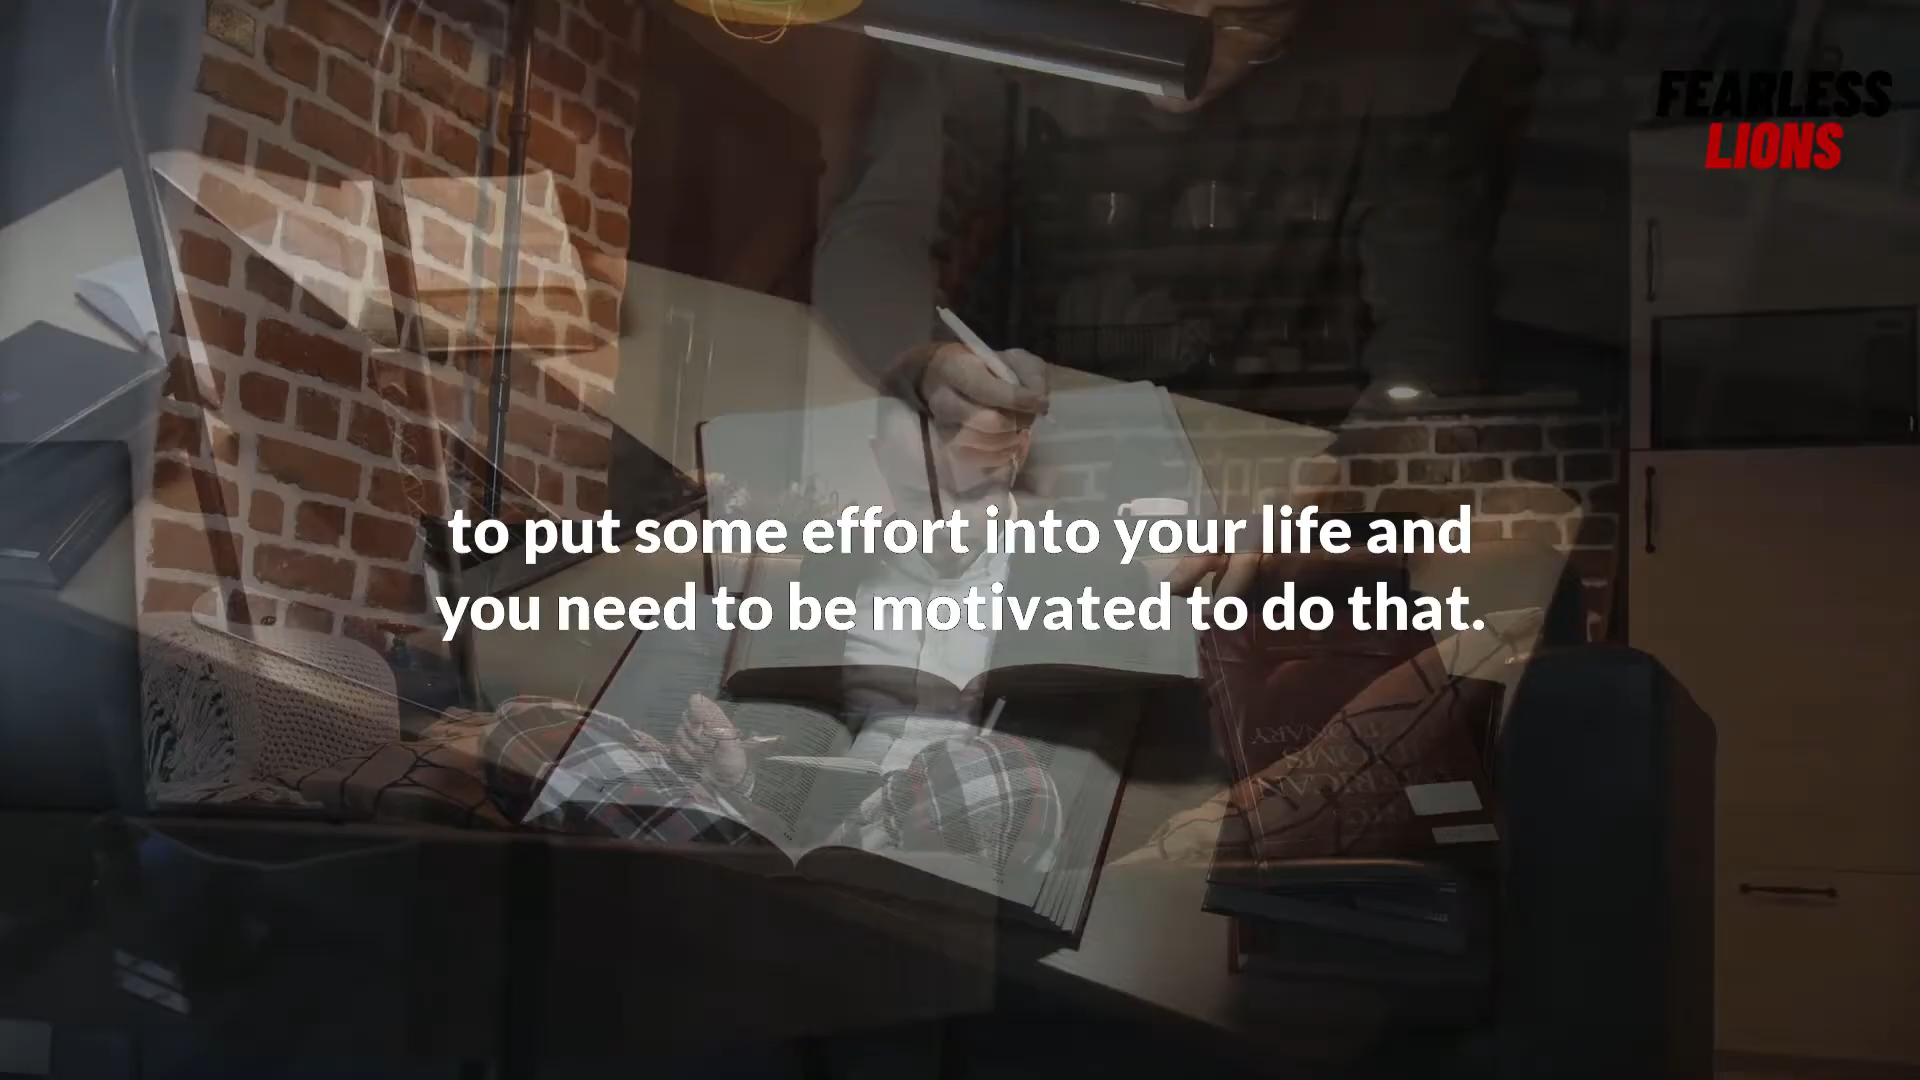 FEARLESS
LIONS
to put some effort into your life and
you need to be motivated to do that.